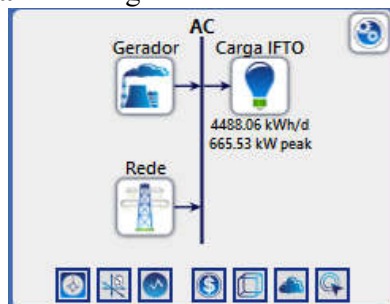 AC
Gerador
Carga IFTO
4488.06 kWh/d
665.53 kW peak
Rede